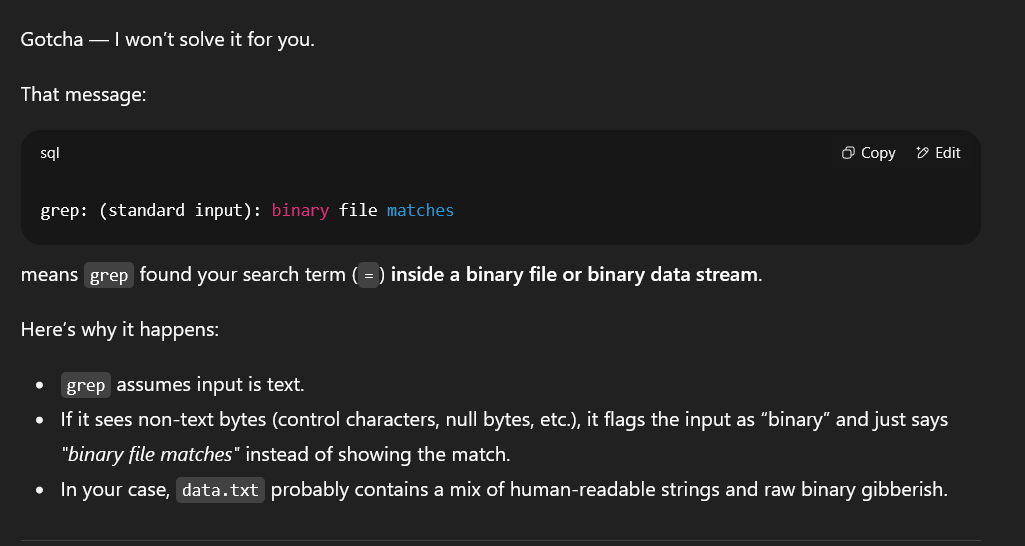 Gotcha — I won’t solve it for you.
That message:
sql
Copy
Edit
grep: (standard input): binary file matches
means grep found your search term (=) inside a binary file or binary data stream.
Here’s why it happens:
• grep assumes input is text.
• If it sees non-text bytes (control characters, null bytes, etc.), it flags the input as “binary” and just says
"binary file matches" instead of showing the match.
• In your case, data.txt probably contains a mix of human-readable strings and raw binary gibberish.